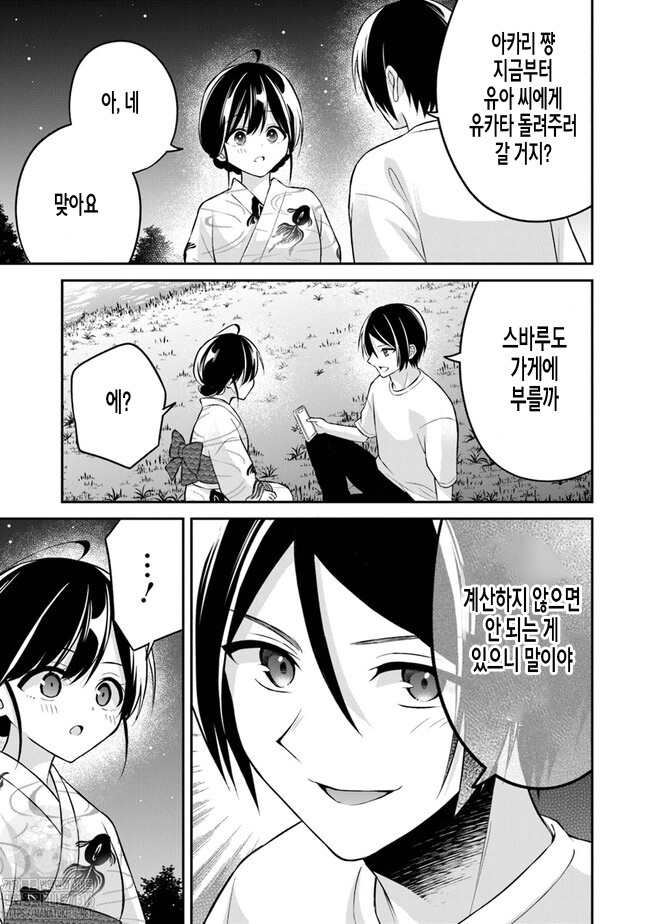 아카리 쨩
지금부터
유아 씨에게
유카타 돌려주러
갈 거지?
아, 네
맞아요
스바루도
가게에
부를까
에?
계산하지 않으면
안 되는 게
있으니 말이야
…!